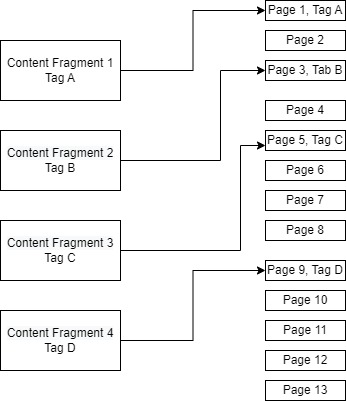 Content Fragment 1
Tag A
Content Fragment 2
Tag B
Content Fragment 3
Tag C
Content Fragment 4
Tag D
Page 1, Tag A
Page 2
Page 3, Tab B
Page 4
Page 5, Tag C
Page 6
Page 7
Page 8
Page 9, Tag D
Page 10
Page 11
Page 12
Page 13